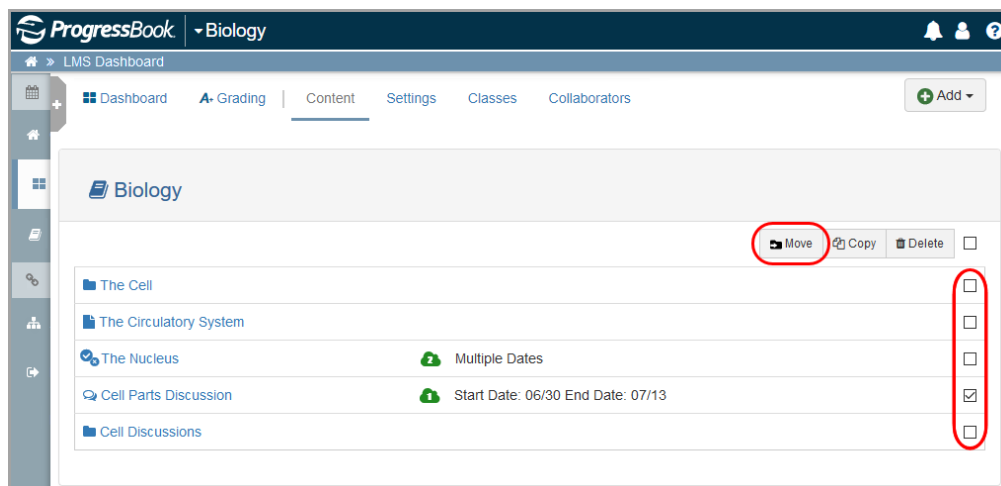 ProgressBook Biology
» LMS Dashboard
Dashboard A+ Grading Content Settings Classes Collaborators Add
Biology
Move Copy Delete
The Cell
The Circulatory System
The Nucleus 2 Multiple Dates
Cell Parts Discussion 1 Start Date: 06/30 End Date: 07/13
Cell Discussions